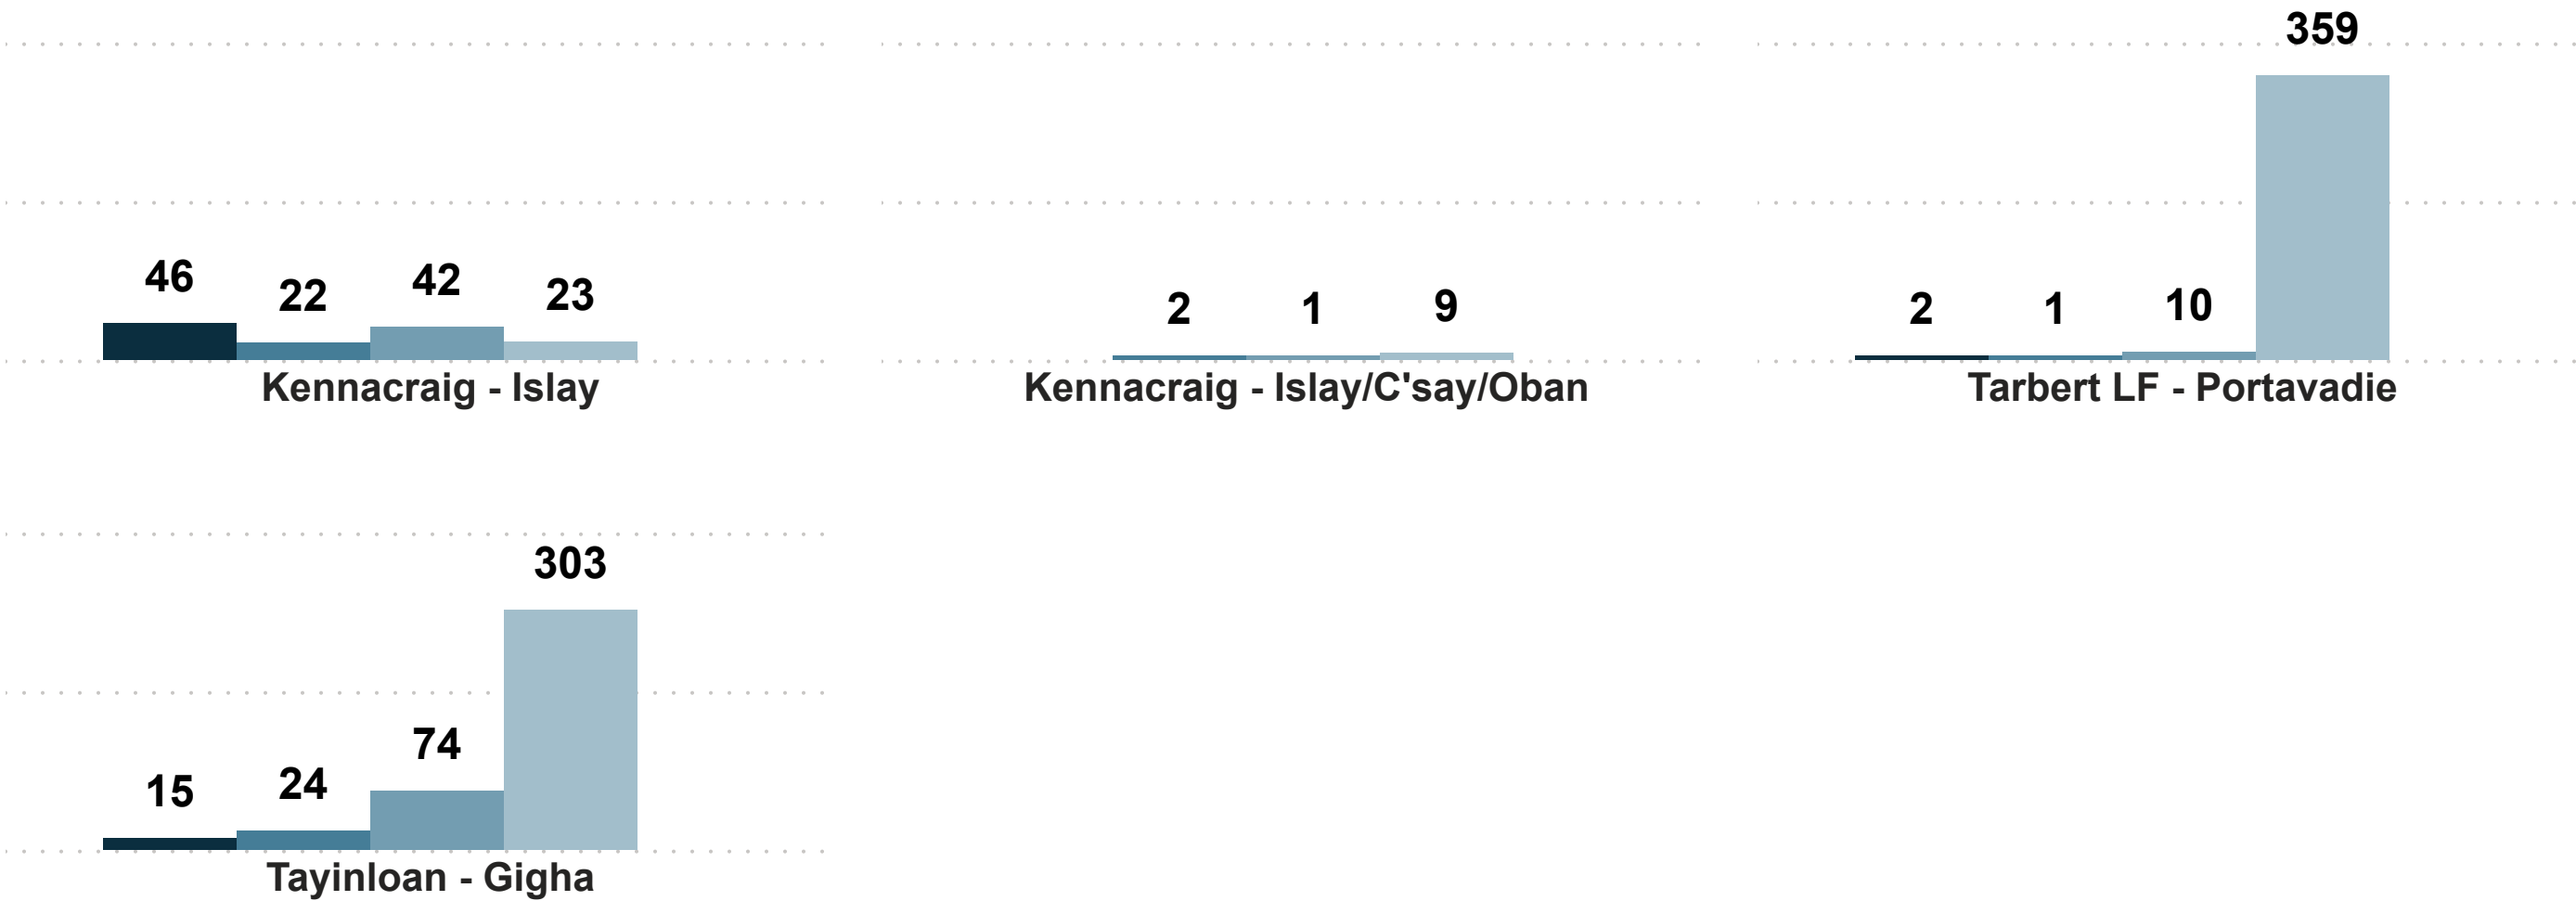 359
46 22 42 23
2 1 9
2 1 10
Kennacraig - Islay
Kennacraig - Islay/C'say/Oban
Tarbert LF - Portavadie
303
74
15 24
Tayinloan - Gigha